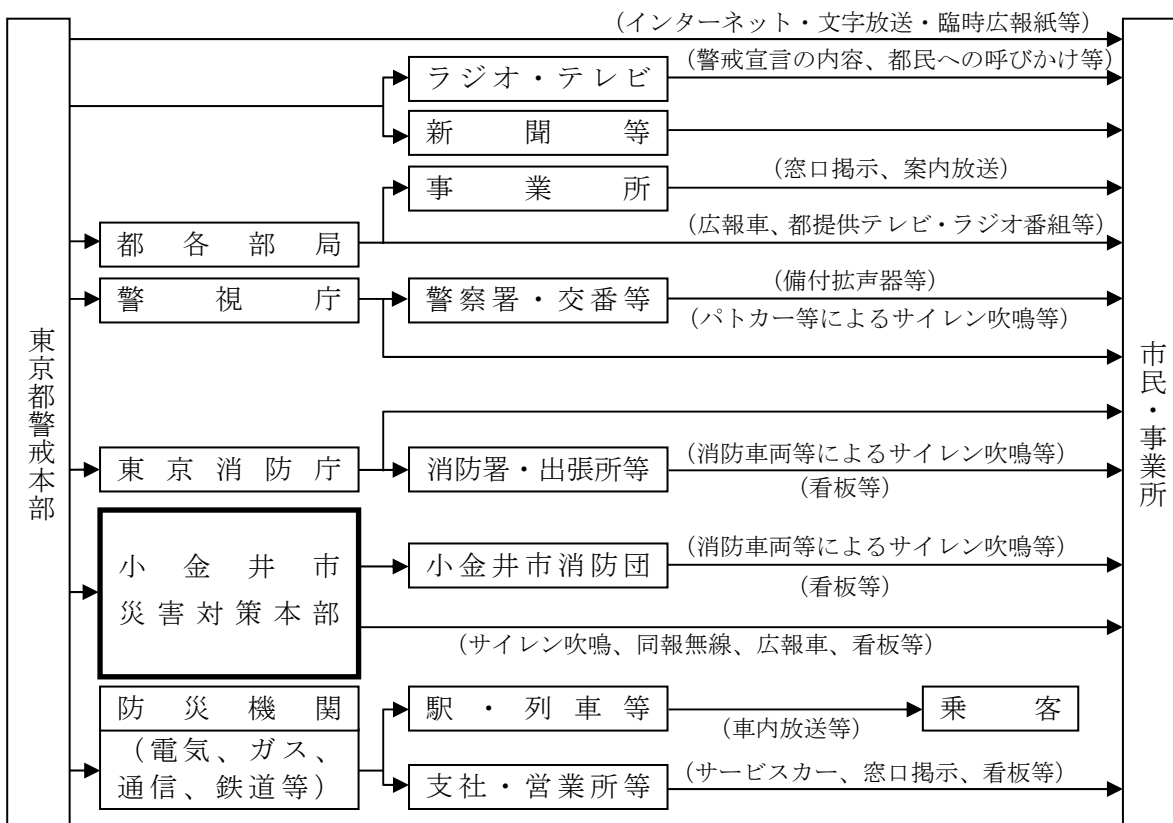 (インターネット・文字放送・臨時広報紙等)
ラジオ・テレビ
(警戒宣言の内容、都民への呼びかけ等)
新聞等
事業所
(窓口掲示、案内放送)
都各部局
(広報車、都提供テレビ・ラジオ番組等)
警視庁
警察署・交番等
(備付拡声器等)
(パトカー等によるサイレン吹鳴等)
東京都警戒本部
市民・事業所
東京消防庁
消防署・出張所等
(消防車両等によるサイレン吹鳴等)
(看板等)
小金井市
災害対策本部
小金井市消防団
(消防車両等によるサイレン吹鳴等)
(看板等)
(サイレン吹鳴、同報無線、広報車、看板等)
防災機関
(電気、ガス、
通信、鉄道等)
駅・列車等
(車内放送等)
乗客
支社・営業所等
(サービスカー、窓口掲示、看板等)